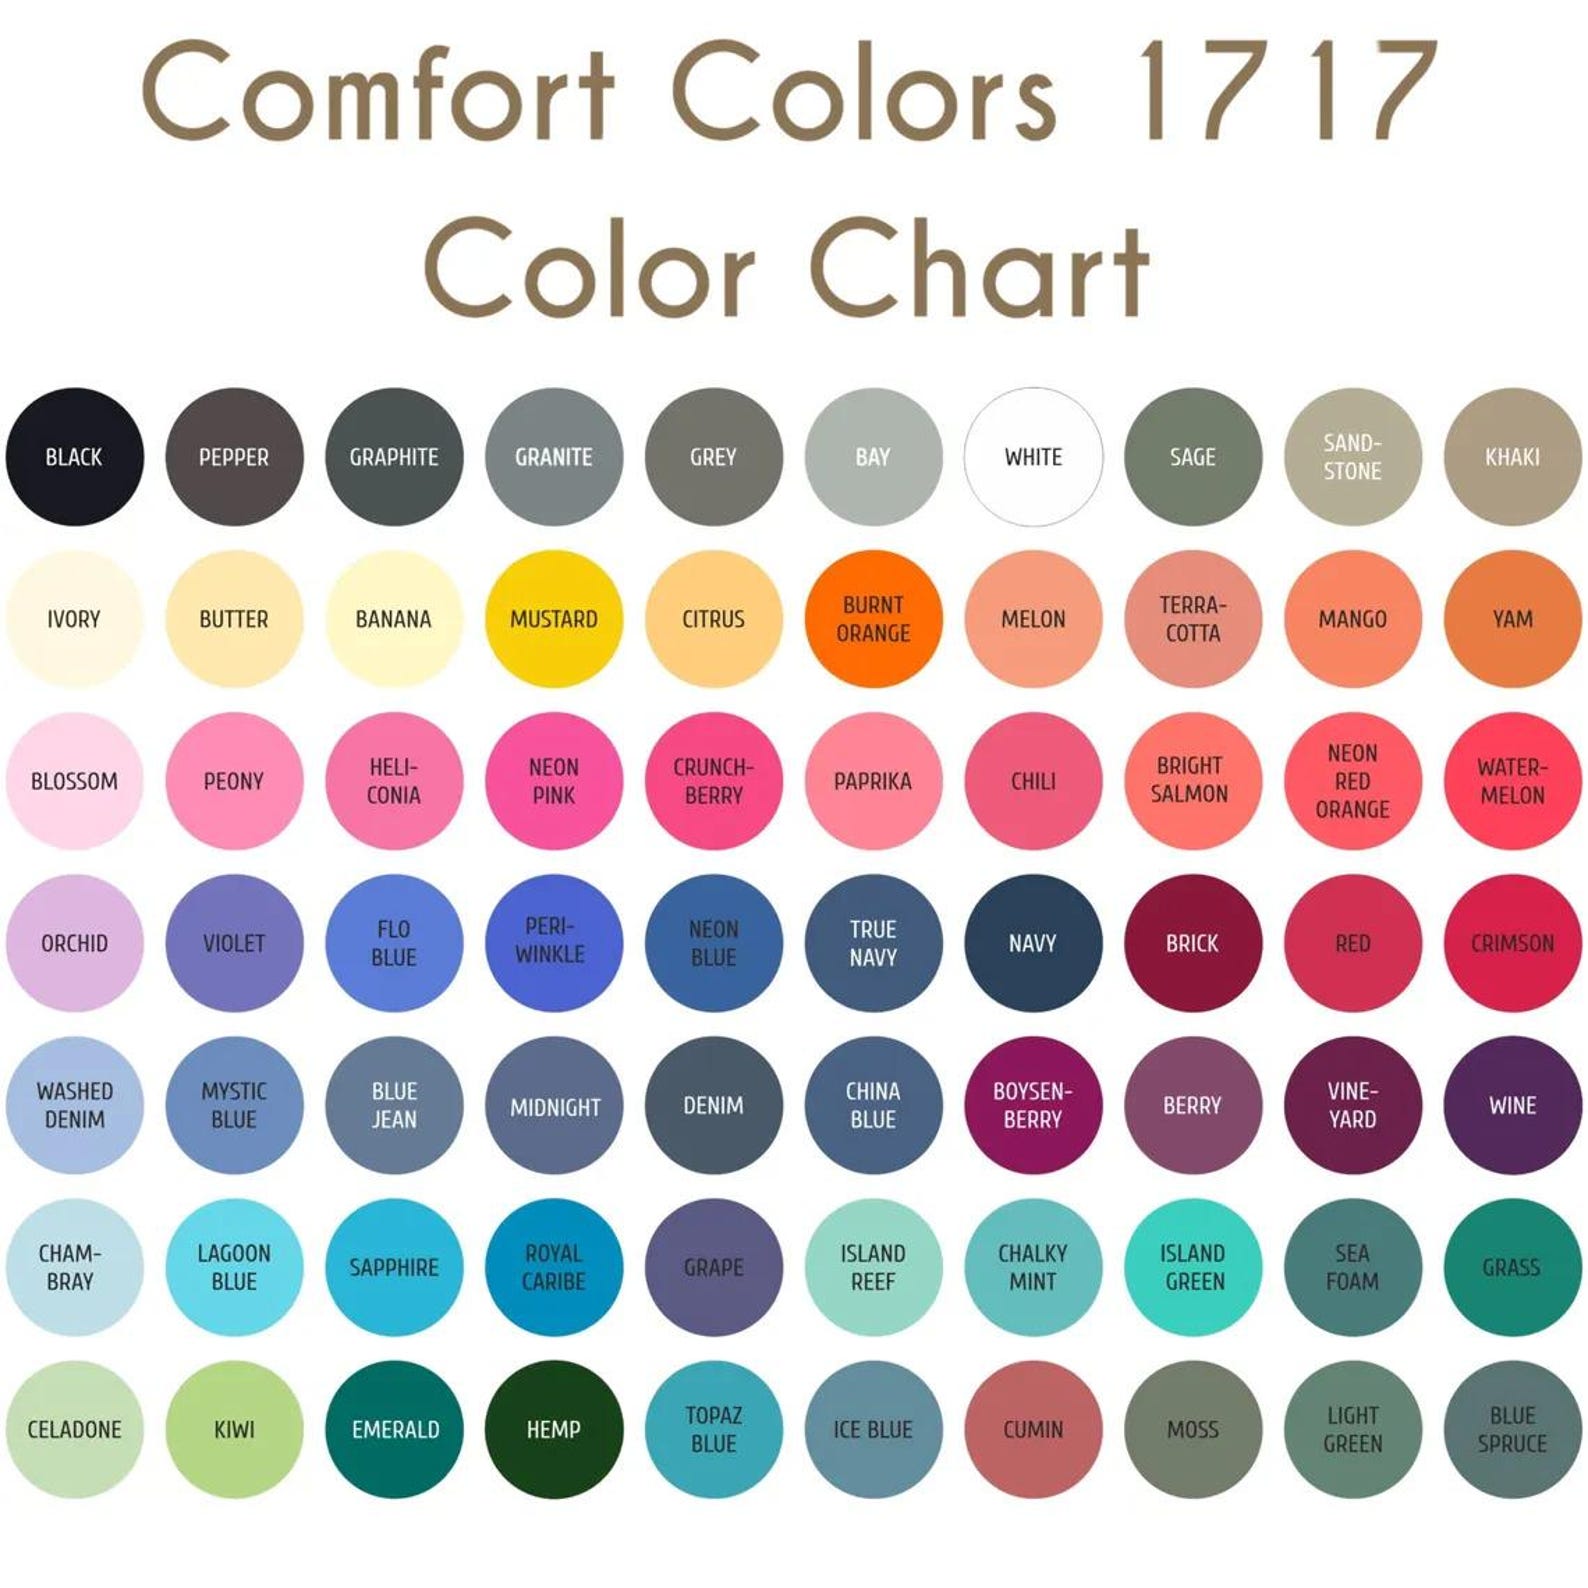 Comfort Colors 1717
Color Chart
BLACK
PEPPER
GRAPHITE
GRANITE
GREY
BAY
WHITE
SAGE
SAND-
STONE
KHAKI
IVORY
BUTTER
BANANA
MUSTARD
CITRUS
BURNT
ORANGE
MELON
TERRA-
COTTA
MANGO
YAM
BLOSSOM
PEONY
HELI-
CONIA
NEON
PINK
CRUNCH-
BERRY
PAPRIKA
CHILI
BRIGHT
SALMON
NEON
RED
ORANGE
WATER-
MELON
ORCHID
VIOLET
FLO
BLUE
PERI-
WINKLE
NEON
BLUE
TRUE
NAVY
NAVY
BRICK
RED
CRIMSON
WASHED
DENIM
MYSTIC
BLUE
BLUE
JEAN
MIDNIGHT
DENIM
CHINA
BLUE
BOYSEN-
BERRY
BERRY
VINE-
YARD
WINE
CHAM-
BRAY
LAGOON
BLUE
SAPPHIRE
ROYAL
CARIBE
GRAPE
ISLAND
REEF
CHALKY
MINT
ISLAND
GREEN
SEA
FOAM
GRASS
CELADONE
KIWI
EMERALD
HEMP
TOPAZ
BLUE
ICE BLUE
CUMIN
MOSS
LIGHT
GREEN
BLUE
SPRUCE